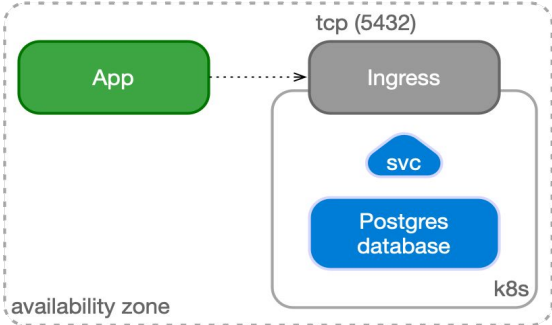 tcp (5432)
App
Ingress
svc
Postgres
database
k8s
availability zone